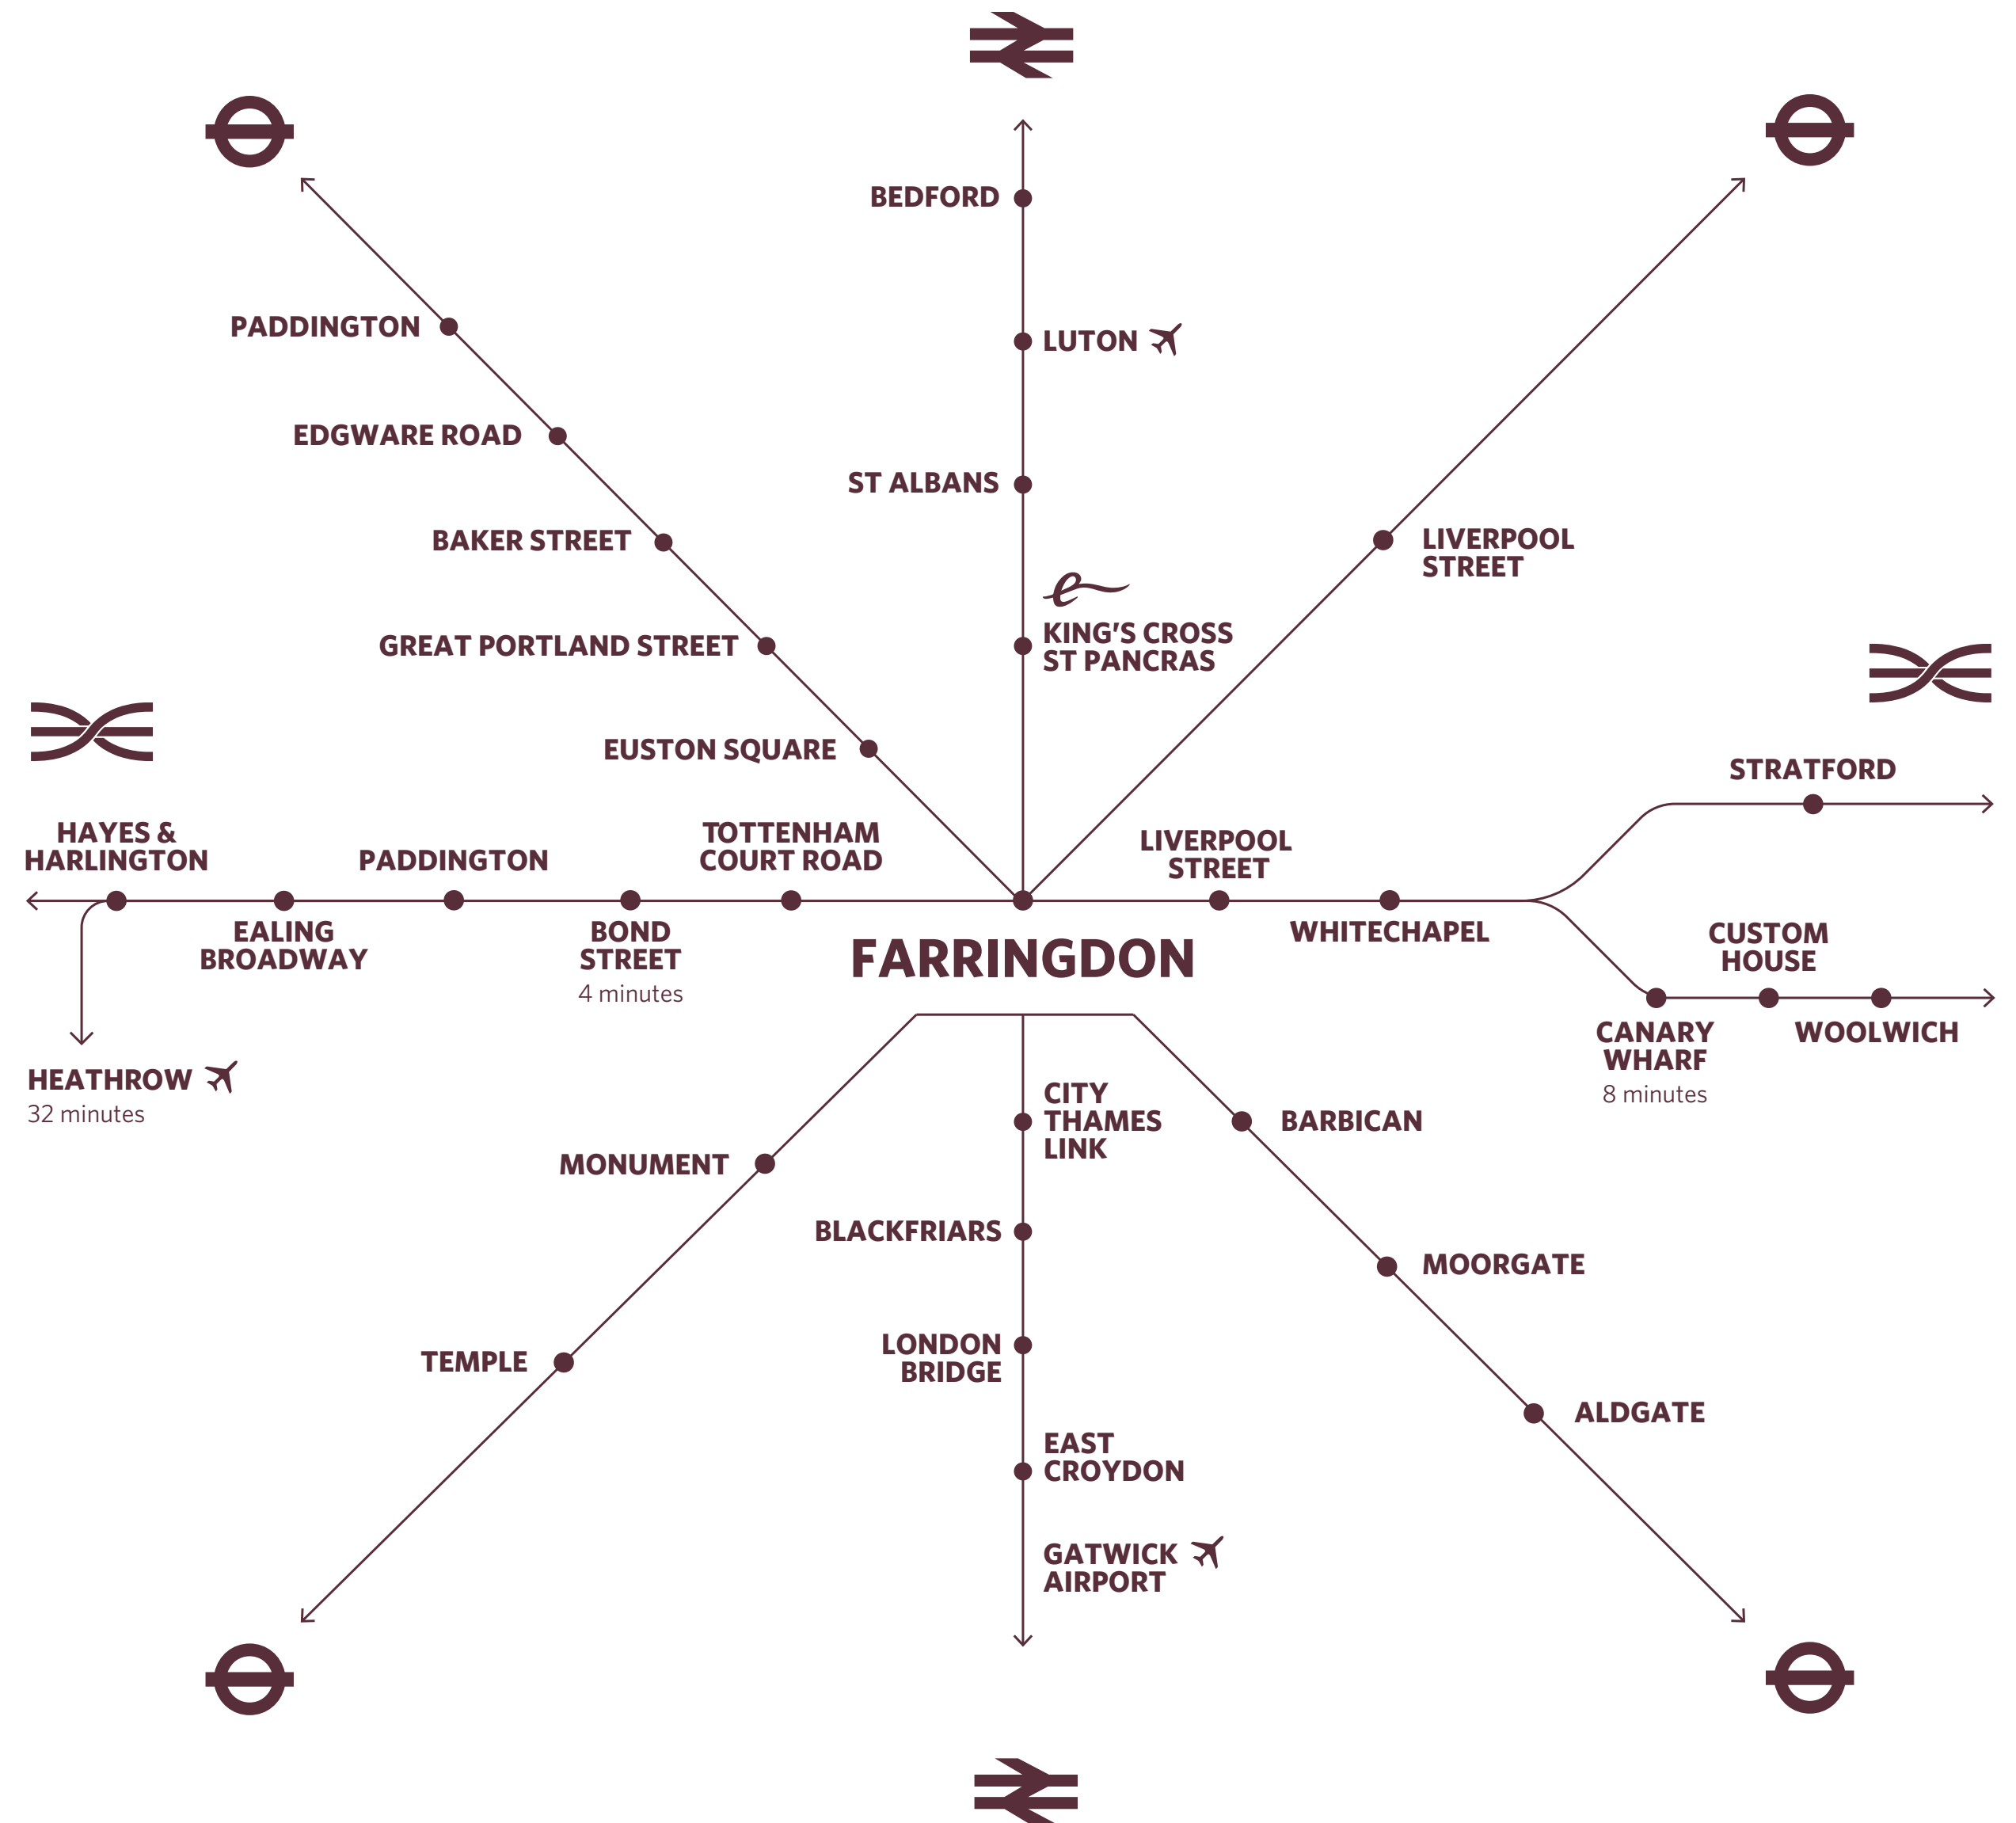 BEDFORD
PADDINGTON
LUTON
EDGWARE ROAD
ST ALBANS
BAKER STREET
LIVERPOOL
STREET
e
KING'S CROSS
ST PANCRAS
GREAT PORTLAND STREET
EUSTON SQUARE
STRATFORD
HAYES &
HARLINGTON
PADDINGTON
TOTTENHAM
COURT ROAD
LIVERPOOL
STREET
EALING
BROADWAY
BOND
STREET
4 minutes
FARRINGDON
WHITECHAPEL
CUSTOM
HOUSE
CANARY
WHARF
8 minutes
WOOLWICH
HEATHROW
32 minutes
CITY
THAMES
LINK
BARBICAN
MONUMENT
BLACKFRIARS
MOORGATE
LONDON
BRIDGE
TEMPLE
ALDGATE
EAST
CROYDON
GATWICK
AIRPORT